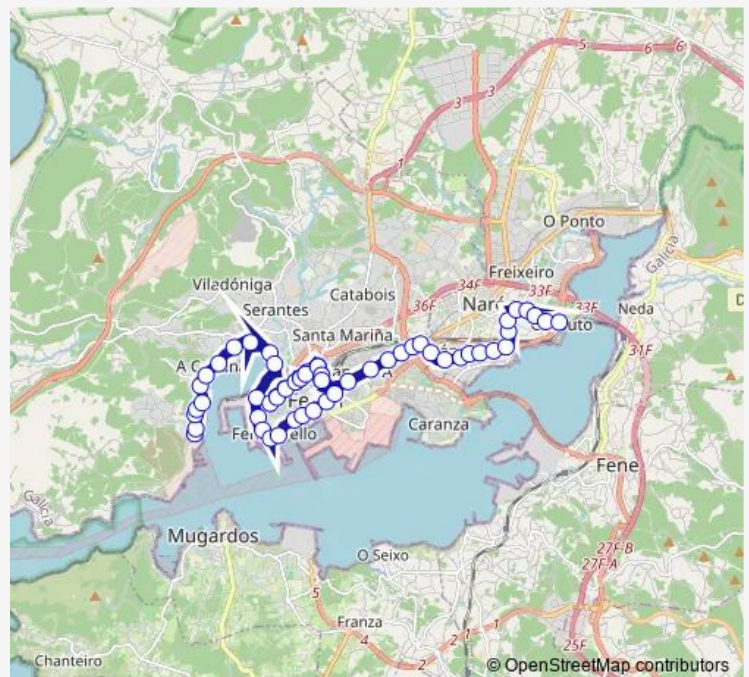 5
6
6
3
3
1
O Ponto
Galicia
Freixeiro
Viladóniga
34F
33F
33F
Catabois
36F
Serantes
Neda
D
Santa Mariña
31F
Caranza
Fene
Galicia
Mugardos
O Seixo
27F-B
27F-A
5
Franza
4
2
2
1
1
25F
Chanteiro
© OpenStreetMap contributors